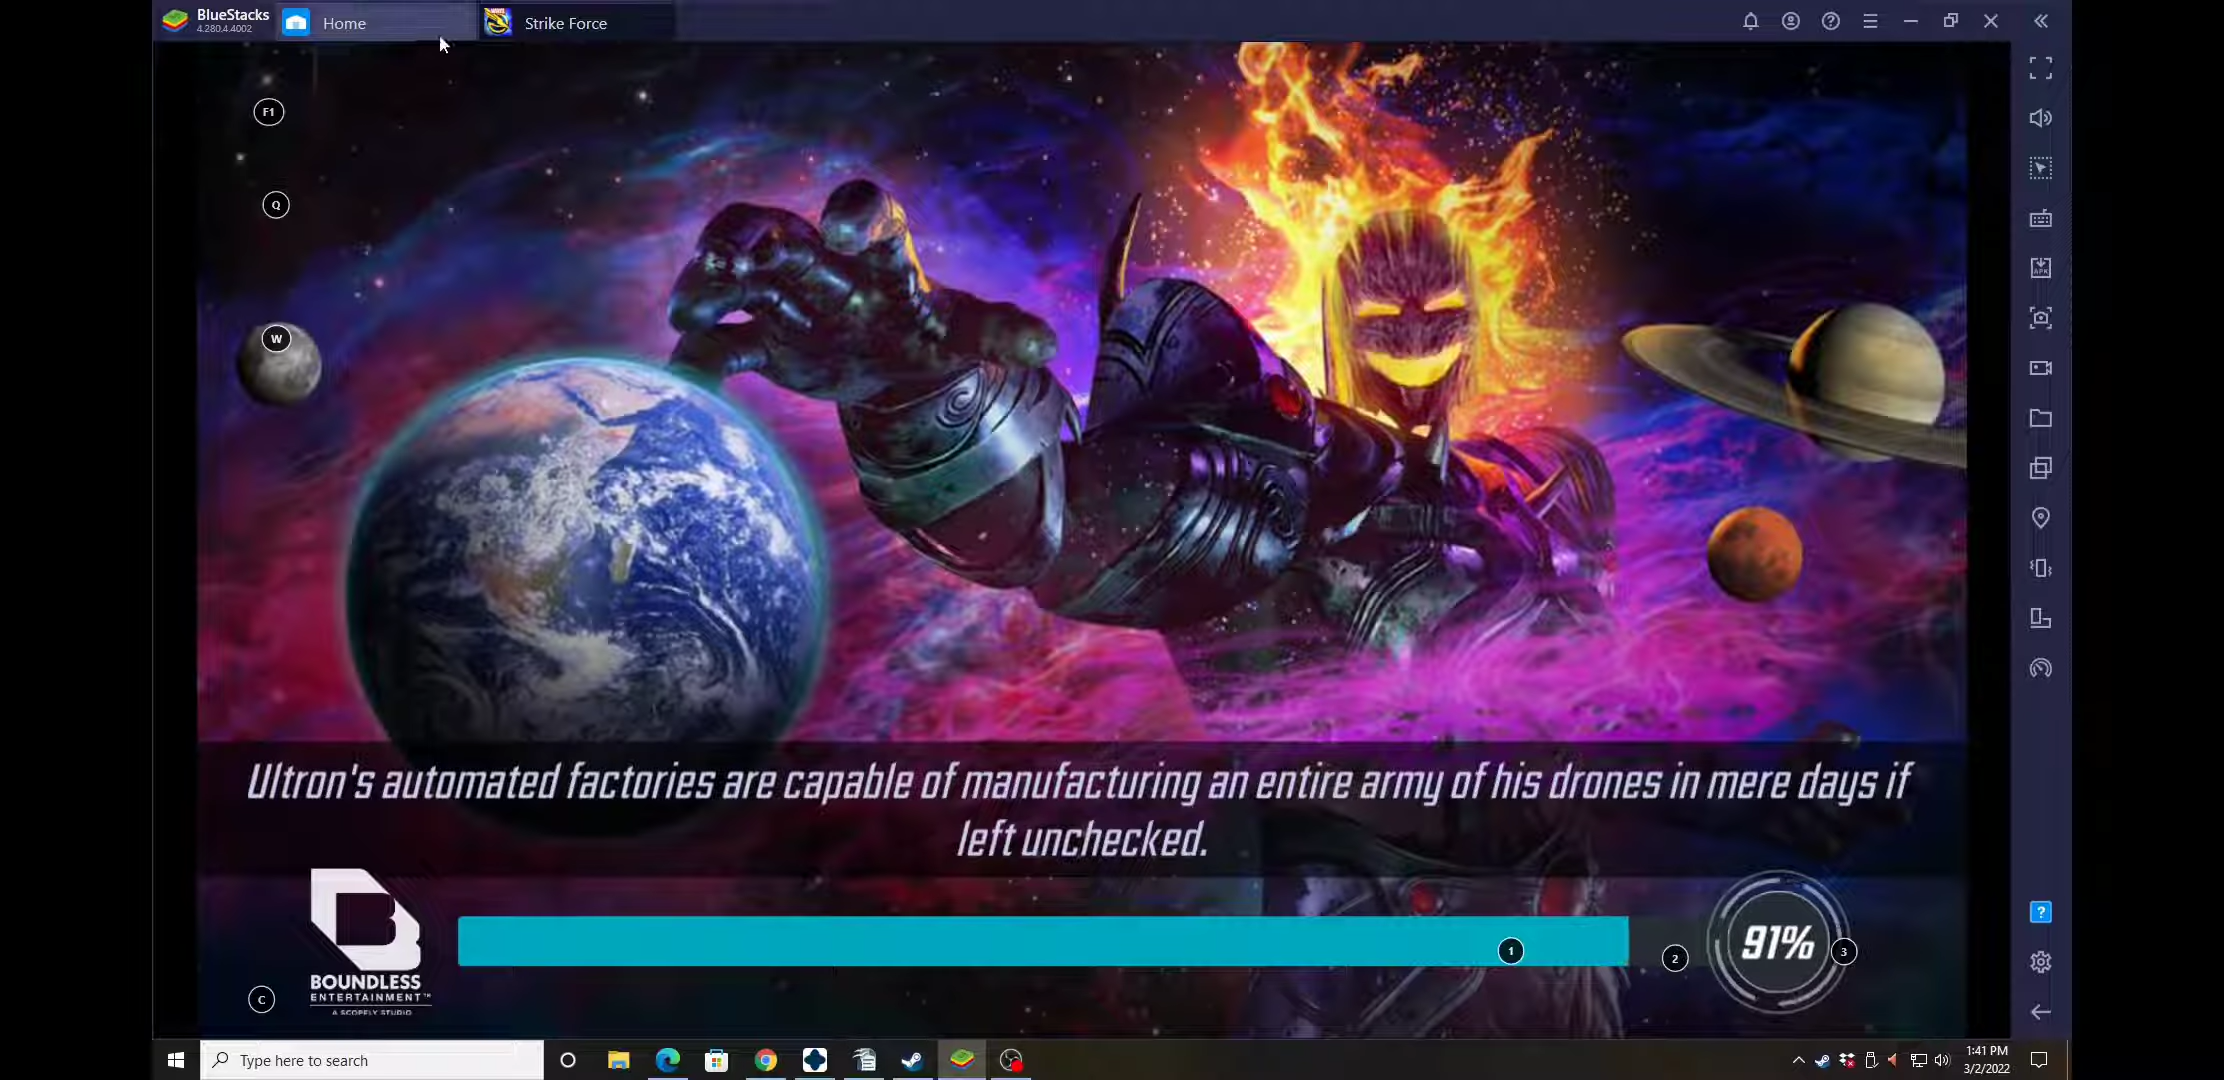 BlueStacks
4.280.4.4002
Home
Strike Force
F1
Q
W
APK
Ultron's automated factories are capable of manufacturing an entire army of his drones in mere days if
left unchecked.
BOUNDLESS
ENTERTAINMENT™
A SCOPELY STUDIO
1
2
91%
3
C
?
Type here to search
1:41 PM
3/2/2022